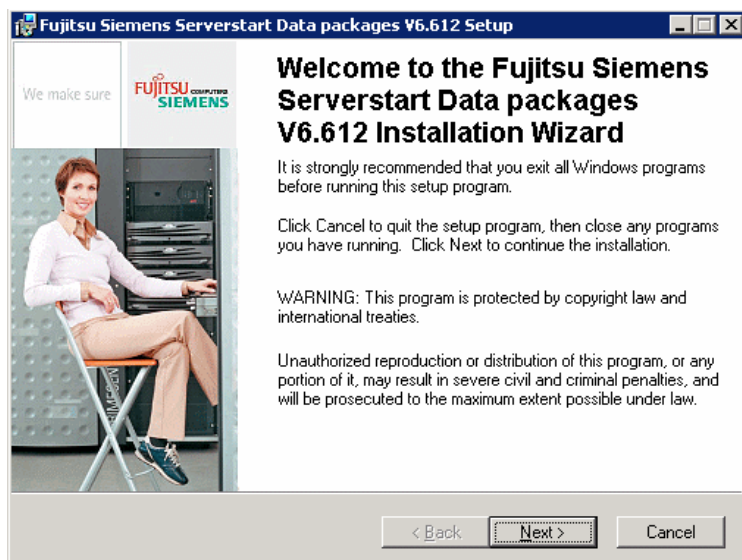 Fujitsu Siemens Serverstart Data packages V6.612 Setup
We make sure
FUJITSU COMPUTERS
SIEMENS
Welcome to the Fujitsu Siemens
Serverstart Data packages
V6.612 Installation Wizard
It is strongly recommended that you exit all Windows programs
before running this setup program.
Click Cancel to quit the setup program, then close any programs
you have running. Click Next to continue the installation.
WARNING: This program is protected by copyright law and
international treaties.
Unauthorized reproduction or distribution of this program, or any
portion of it, may result in severe civil and criminal penalties, and
will be prosecuted to the maximum extent possible under law.
< Back
Next >
Cancel